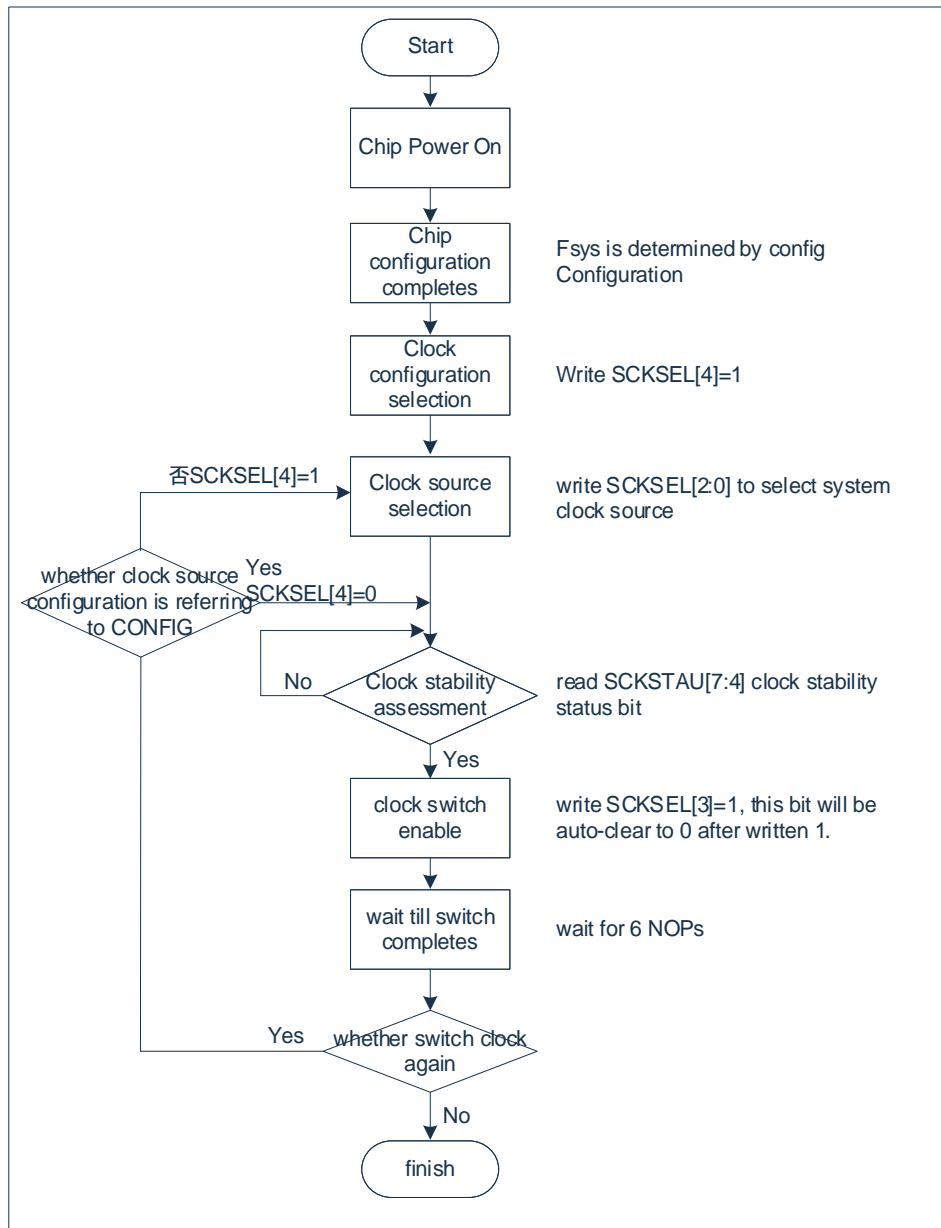 Start
Chip Power On
Chip
configuration
completes
Fsys is determined by config
Configuration
Clock
configuration
selection
Write SCKSEL[4]=1
否SCKSEL[4]=1
Clock source
selection
write SCKSEL[2:0] to select system
clock source
whether clock source
configuration is referring
to CONFIG
Yes
SCKSEL[4]=0
No
Clock stability
assessment
read SCKSTAU[7:4] clock stability
status bit
Yes
clock switch
enable
write SCKSEL[3]=1, this bit will be
auto-clear to 0 after written 1.
wait till switch
completes
wait for 6 NOPs
Yes
whether switch clock
again
No
finish